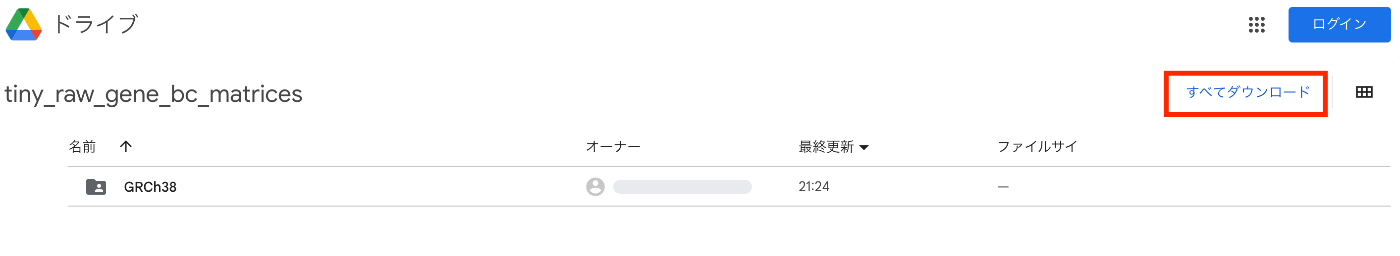 ドライブ
ログイン
tiny_raw_gene_bc_matrices
すべてダウンロード
名前 オーナー 最終更新 ファイルサイ
GRCh38 21:24 —